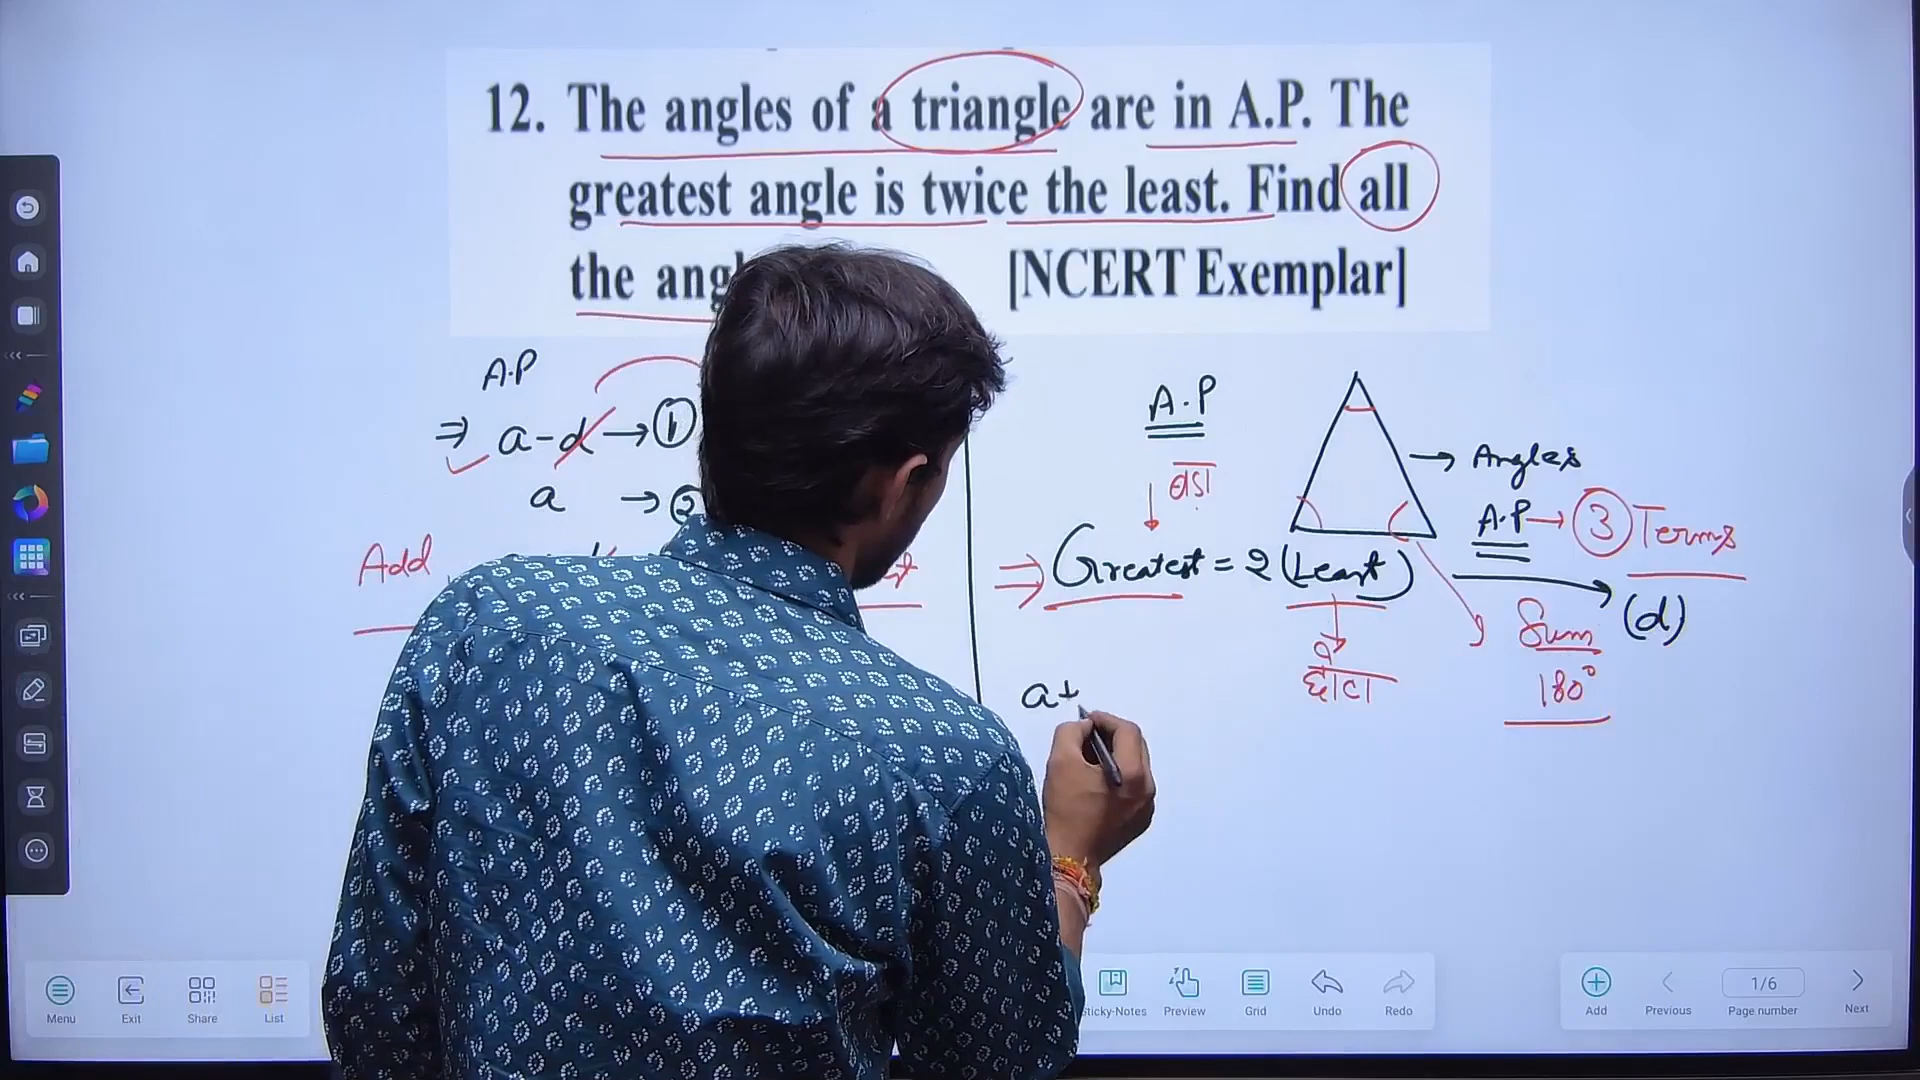 12. The angles of a triangle are in A.P. The
greatest angle is twice the least. Find all
the ang
[NCERT Exemplar]
A.P
⇒ a-d → 1
a → 2
Add
A.P
बड़ा
⇒ Greatest = 2 (Least)
छोटा
→ Angles
A.P → 3 Terms
(d)
Sum
180°
a+
Menu
Exit
Share
List
Sticky-Notes
Preview
Grid
Undo
Redo
Add
Previous
1/6
Page number
Next